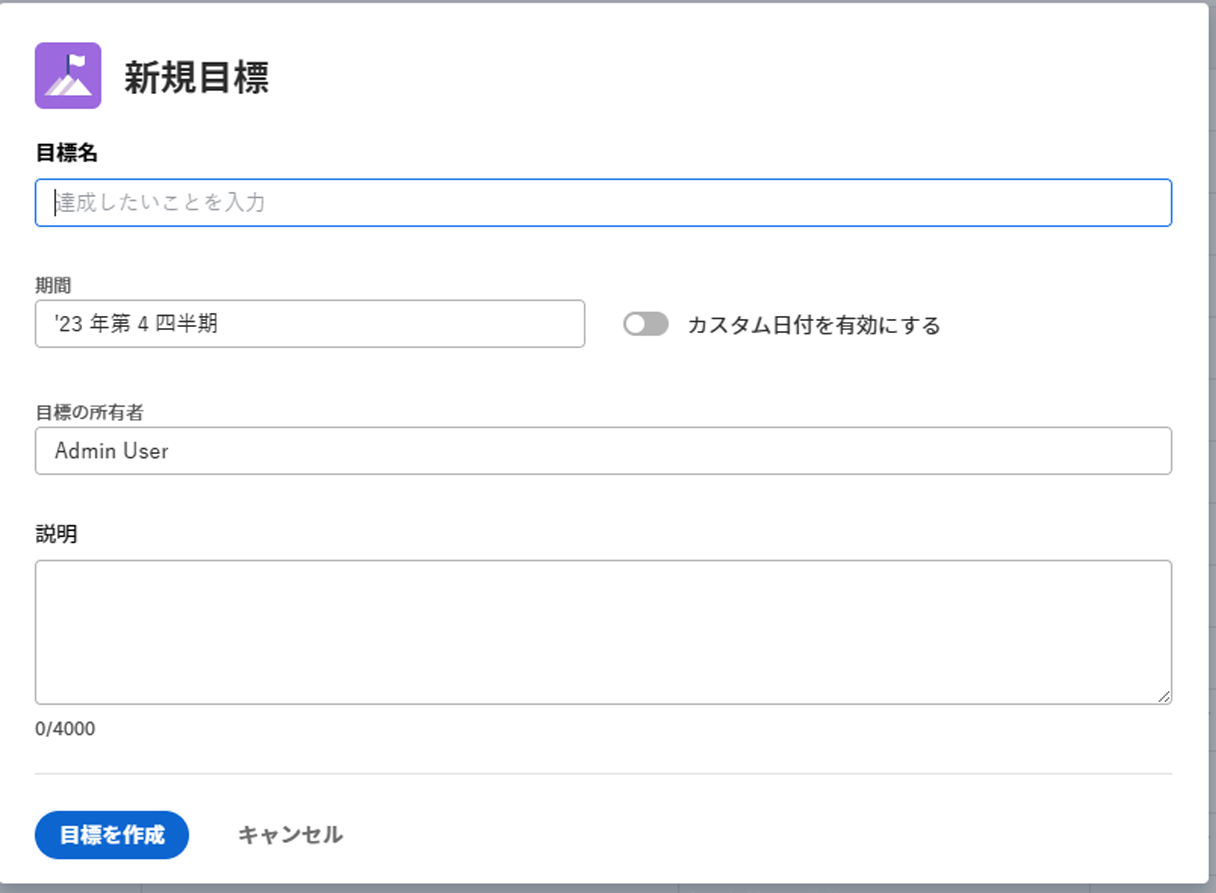 新規目標
目標名
達成したいことを入力
期間
'23 年第 4 四半期
カスタム日付を有効にする
目標の所有者
Admin User
説明
0/4000
目標を作成
キャンセル